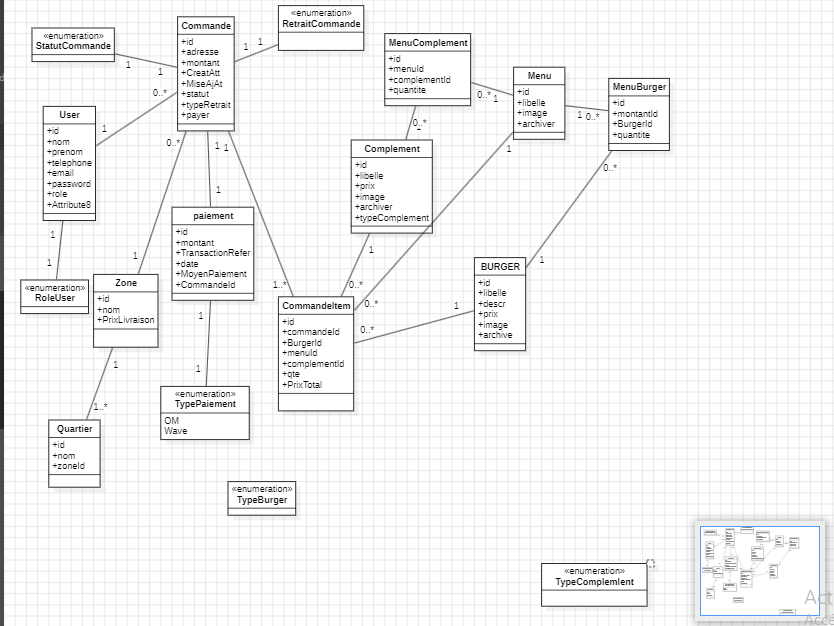 «enumeration»
StatutCommande
Commande
+id
+adresse
+montant
+CreatAtt
+MiseAjAt
+statut
+typeRetrait
+payer
«enumeration»
RetraitCommande
MenuComplement
+id
+menuId
+complementId
+quantite
Menu
+id
+libelle
+image
+archiver
MenuBurger
+id
+montantId
+BurgerId
+quantite
1
1
1
1
0..*
1
0..*
1
1
0..*
0..*
User
+id
+nom
+prenom
+telephone
+email
+password
+role
+Attribute8
1
0..*
1
1
Complement
+id
+libelle
+prix
+image
+archiver
+typeComplement
1
0..*
1
1
1
paiement
+id
+montant
+TransactionRefer
+date
+MoyenPaiement
+CommandeId
1
1
1
1
BURGER
+id
+libelle
+descr
+prix
+image
+archive
«enumeration»
RoleUser
Zone
+id
+nom
+PrixLivraison
1..*
0..*
0..*
0..*
1
CommandeItem
+id
+commandeId
+BurgerId
+menuId
+complementId
+qte
+PrixTotal
1
1
1
1..*
«enumeration»
TypePaiement
OM
Wave
Quartier
+id
+nom
+zoneId
«enumeration»
TypeBurger
«enumeration»
TypeComplemlent
Act
Accé